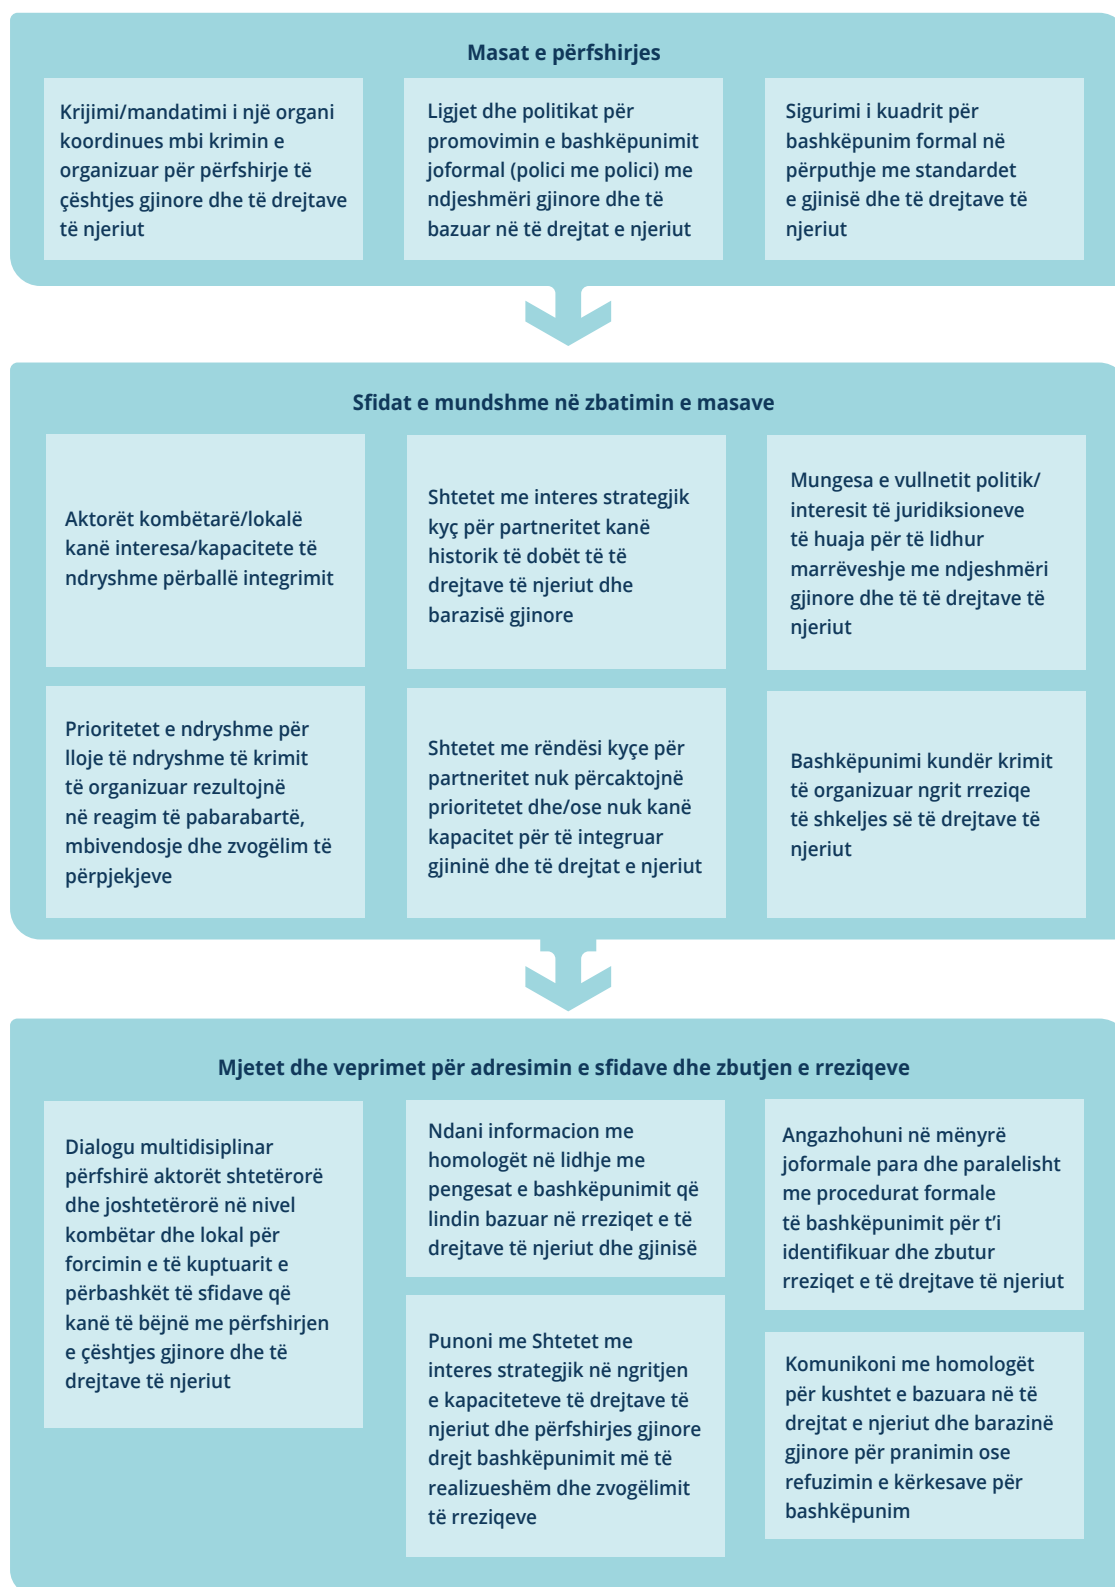 Masat e përfshirjes
Krijimi/mandatimi i një organi
koordinues mbi krimin e
organizuar për përfshirje të
çështjes gjinore dhe të drejtave
të njeriut
Ligjet dhe politikat për
promovimin e bashkëpunimit
joformal (polici me polici) me
ndjeshmëri gjinore dhe të
bazuar në të drejtat e njeriut
Sigurimi i kuadrit për
bashkëpunim formal në
përputhje me standardet
e gjinisë dhe të drejtave të
njeriut
Sfidat e mundshme në zbatimin e masave
Aktorët kombëtarë/lokalë
kanë interesa/kapacitete të
ndryshme përballë integrimit
Shtetet me interes strategjik
kyç për partneritet kanë
historik të dobët të të
drejtave të njeriut dhe
barazisë gjinore
Mungesa e vullnetit politik/
interesit të juridiksioneve
të huaja për të lidhur
marrëveshje me ndjeshmëri
gjinore dhe të të drejtave të
njeriut
Prioritetet e ndryshme për
lloje të ndryshme të krimit
të organizuar rezultojnë
në reagim të pabarabartë,
mbivendosje dhe zvogëlim të
përpjekjeve
Shtetet me rëndësi kyçe për
partneritet nuk përcaktojnë
prioritetet dhe/ose nuk kanë
kapacitet për të integruar
gjininë dhe të drejtat e njeriut
Bashkëpunimi kundër krimit
të organizuar ngrit rreziqe
të shkeljes së të drejtave të
njeriut
Mjetet dhe veprimet për adresimin e sfidave dhe zbutjen e rreziqeve
Dialogu multidisiplinar
përfshirë aktorët shtetërorë
dhe joshtetërorë në nivel
kombëtar dhe lokal për
forcimin e të kuptuarit e
përbashkët të sfidave që
kanë të bëjnë me përfshirjen
e çështjes gjinore dhe të
drejtave të njeriut
Ndani informacion me
homologët në lidhje me
pengesat e bashkëpunimit që
lindin bazuar në rreziqet e të
drejtave të njeriut dhe gjinisë
Punoni me Shtetet me
interes strategjik në ngritjen
e kapaciteteve të drejtave të
njeriut dhe përfshirjes gjinore
drejt bashkëpunimit më të
realizueshëm dhe zvogëlimit
të rreziqeve
Angazhohuni në mënyrë
joformale para dhe paralelisht
me procedurat formale
të bashkëpunimit për t'i
identifikuar dhe zbutur
rreziqet e të drejtave të njeriut
Komunikoni me homologët
për kushtet e bazuara në të
drejtat e njeriut dhe barazinë
gjinore për pranimin ose
refuzimin e kërkesave për
bashkëpunim